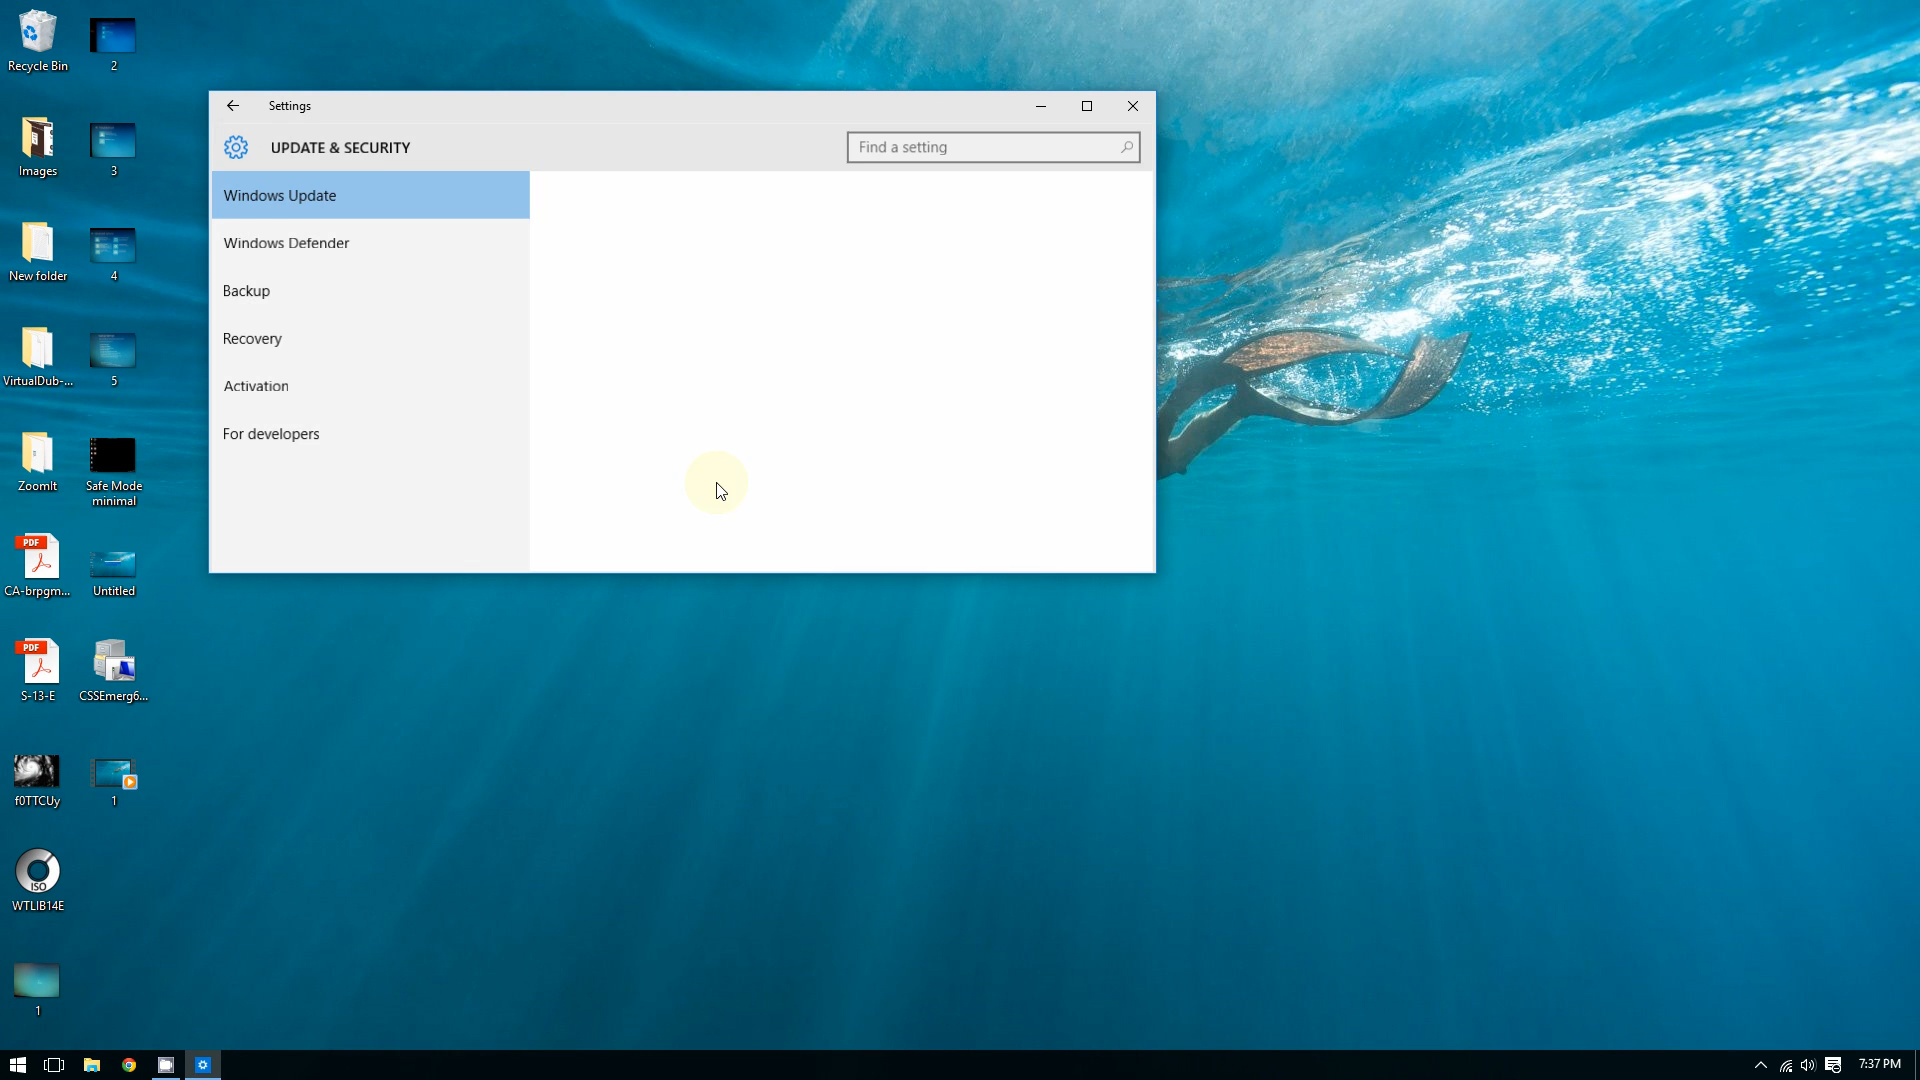 Recycle Bin
2
Images
3
New folder
4
VirtualDub-...
5
ZoomIt
Safe Mode
minimal
PDF
CA-brpgm...
Untitled
PDF
S-13-E
CSSEmerg6...
f0TTCUy
1
ISO
WTLIB14E
1
Settings
UPDATE & SECURITY
Find a setting
Windows Update
Windows Defender
Backup
Recovery
Activation
For developers
7:37 PM